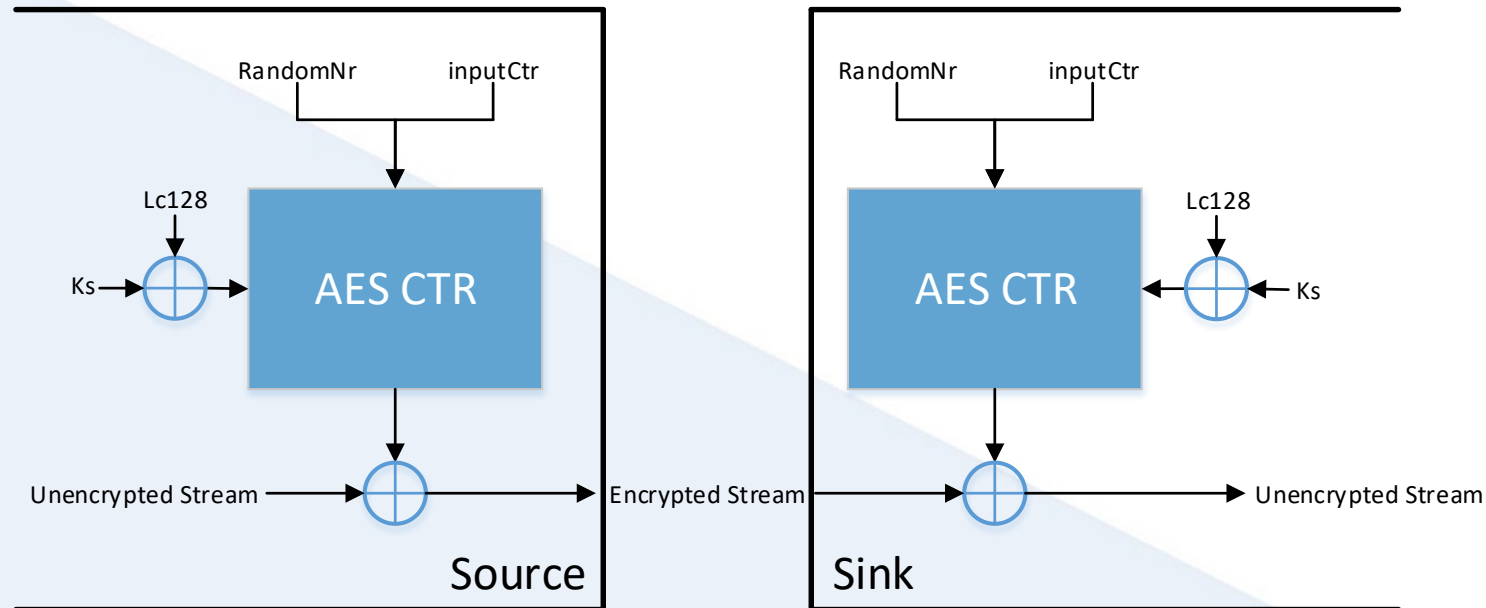 RandomNr inputCtr
RandomNr inputCtr
Lc128
Lc128
Ks
AES CTR
AES CTR
Ks
Unencrypted Stream
Encrypted Stream
Unencrypted Stream
Source
Sink